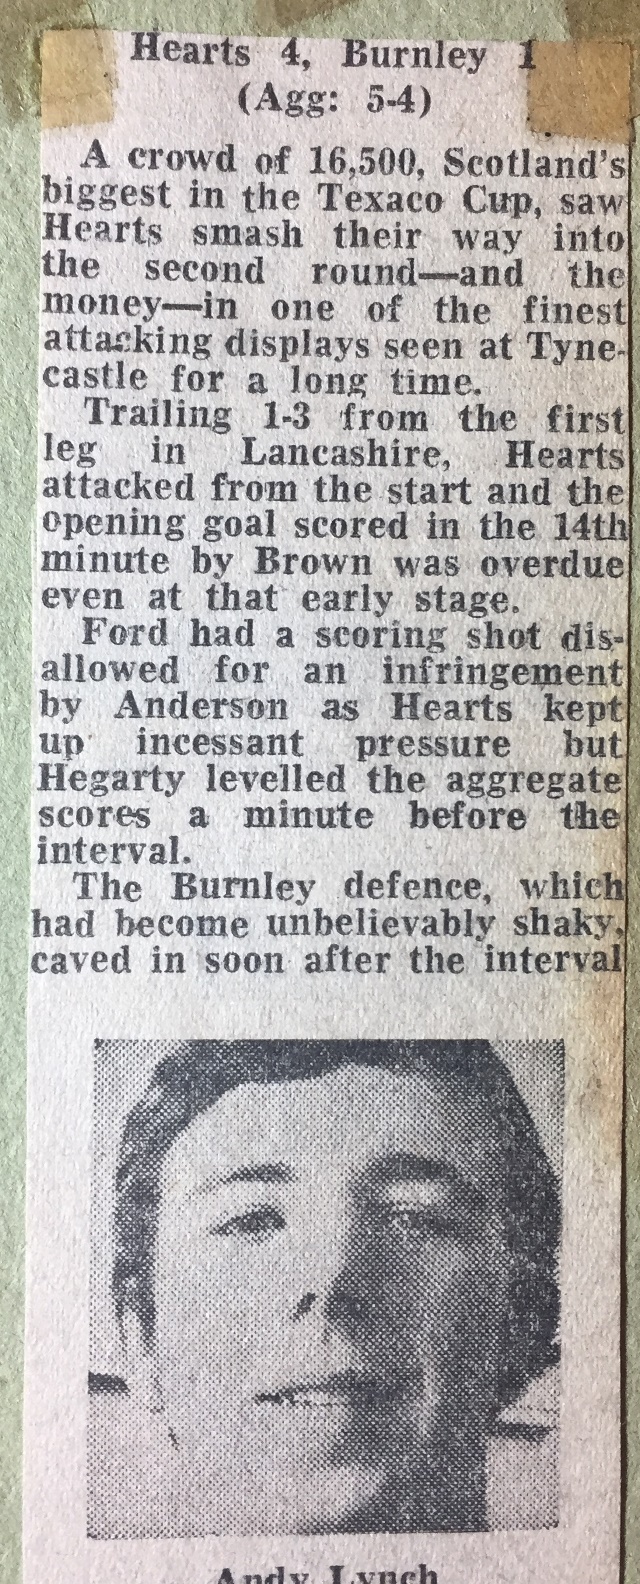 Hearts 4, Burnley 1
(Agg: 5-4)
A crowd of 16,500, Scotland's
biggest in the Texaco Cup, saw
Hearts smash their way into
the second round—and the
money—in one of the finest
attacking displays seen at Tyne-
castle for a long time.
Trailing 1-3 from the first
leg in Lancashire, Hearts
attacked from the start and the
opening goal scored in the 14th
minute by Brown was overdue
even at that early stage.
Ford had a scoring shot dis-
allowed for an infringement
by Anderson as Hearts kept
up incessant pressure but
Hegarty levelled the aggregate
scores a minute before the
interval.
The Burnley defence, which
had become unbelievably shaky,
caved in soon after the interval
Andy Lynch